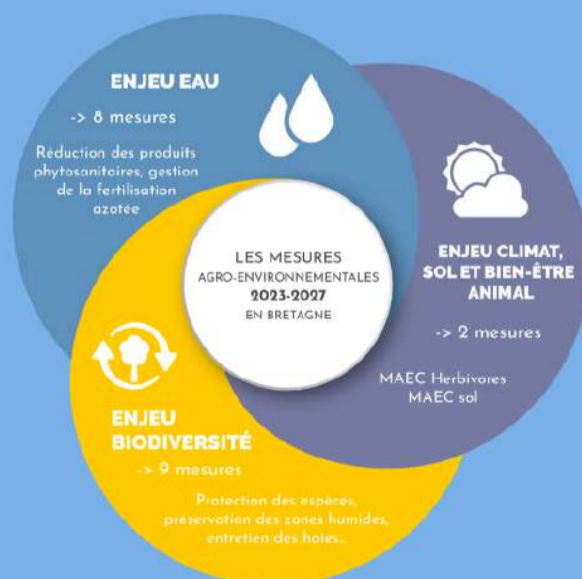 ENJEU EAU
-> 8 mesures
Réduction des produits
phytosanitaires, gestion
de la fertilisation
azotée
LES MESURES
AGRO-ENVIRONNEMENTALES
2023-2027
EN BRETAGNE
ENJEU CLIMAT,
SOL ET BIEN-ÊTRE
ANIMAL
-> 2 mesures
MAEC Herbivores
MAEC sol
ENJEU
BIODIVERSITÉ
-> 9 mesures
Protection des espèces,
préservation des zones humides,
entretien des haies...